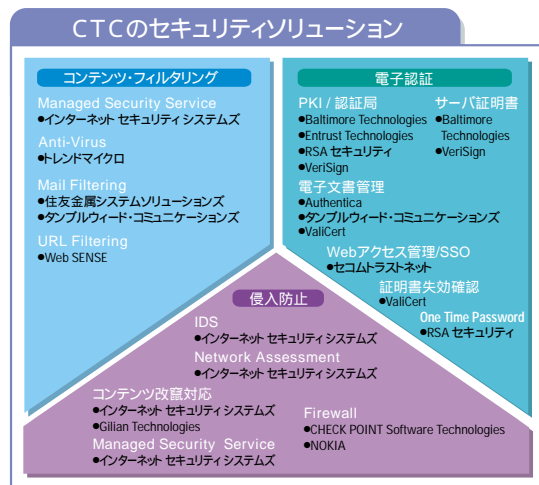 CTCのセキュリティソリューション
コンテンツ・フィルタリング
Managed Security Service
●インターネット セキュリティ システムズ
Anti-Virus
●トレンドマイクロ
Mail Filtering
●住友金属システムソリューションズ
●タンブルウィード・コミュニケーションズ
URL Filtering
●Web SENSE
電子認証
PKI / 認証局
●Baltimore Technologies
●Entrust Technologies
●RSA セキュリティ
●VeriSign
サーバ証明書
●Baltimore
Technologies
●VeriSign
電子文書管理
●Authentica
●タンブルウィード・コミュニケーションズ
●ValiCert
Webアクセス管理/SSO
●セコムトラストネット
証明書失効確認
●ValiCert
One Time Password
●RSA セキュリティ
侵入防止
IDS
●インターネット セキュリティ システムズ
Network Assessment
●インターネット セキュリティ システムズ
コンテンツ改竄対応
●インターネット セキュリティ システムズ
●Gilian Technologies
Managed Security Service
●インターネット セキュリティ システムズ
Firewall
●CHECK POINT Software Technologies
●NOKIA